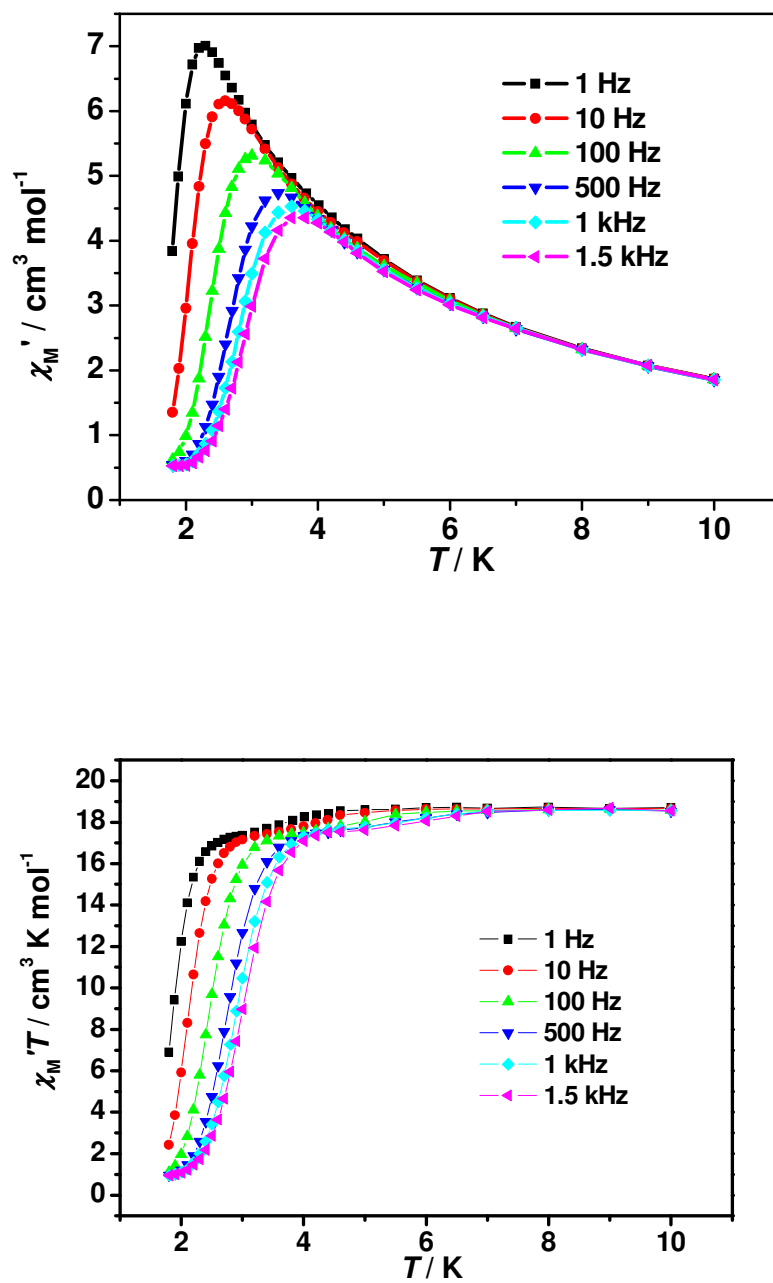 7
6
5
4
3
2
1
0
χM' / cm³ mol⁻¹
1 Hz
10 Hz
100 Hz
500 Hz
1 kHz
1.5 kHz
2 4 6 8 10
T / K
20
18
16
14
12
10
8
6
4
2
0
χM'T / cm³ K mol⁻¹
1 Hz
10 Hz
100 Hz
500 Hz
1 kHz
1.5 kHz
2 4 6 8 10
T / K